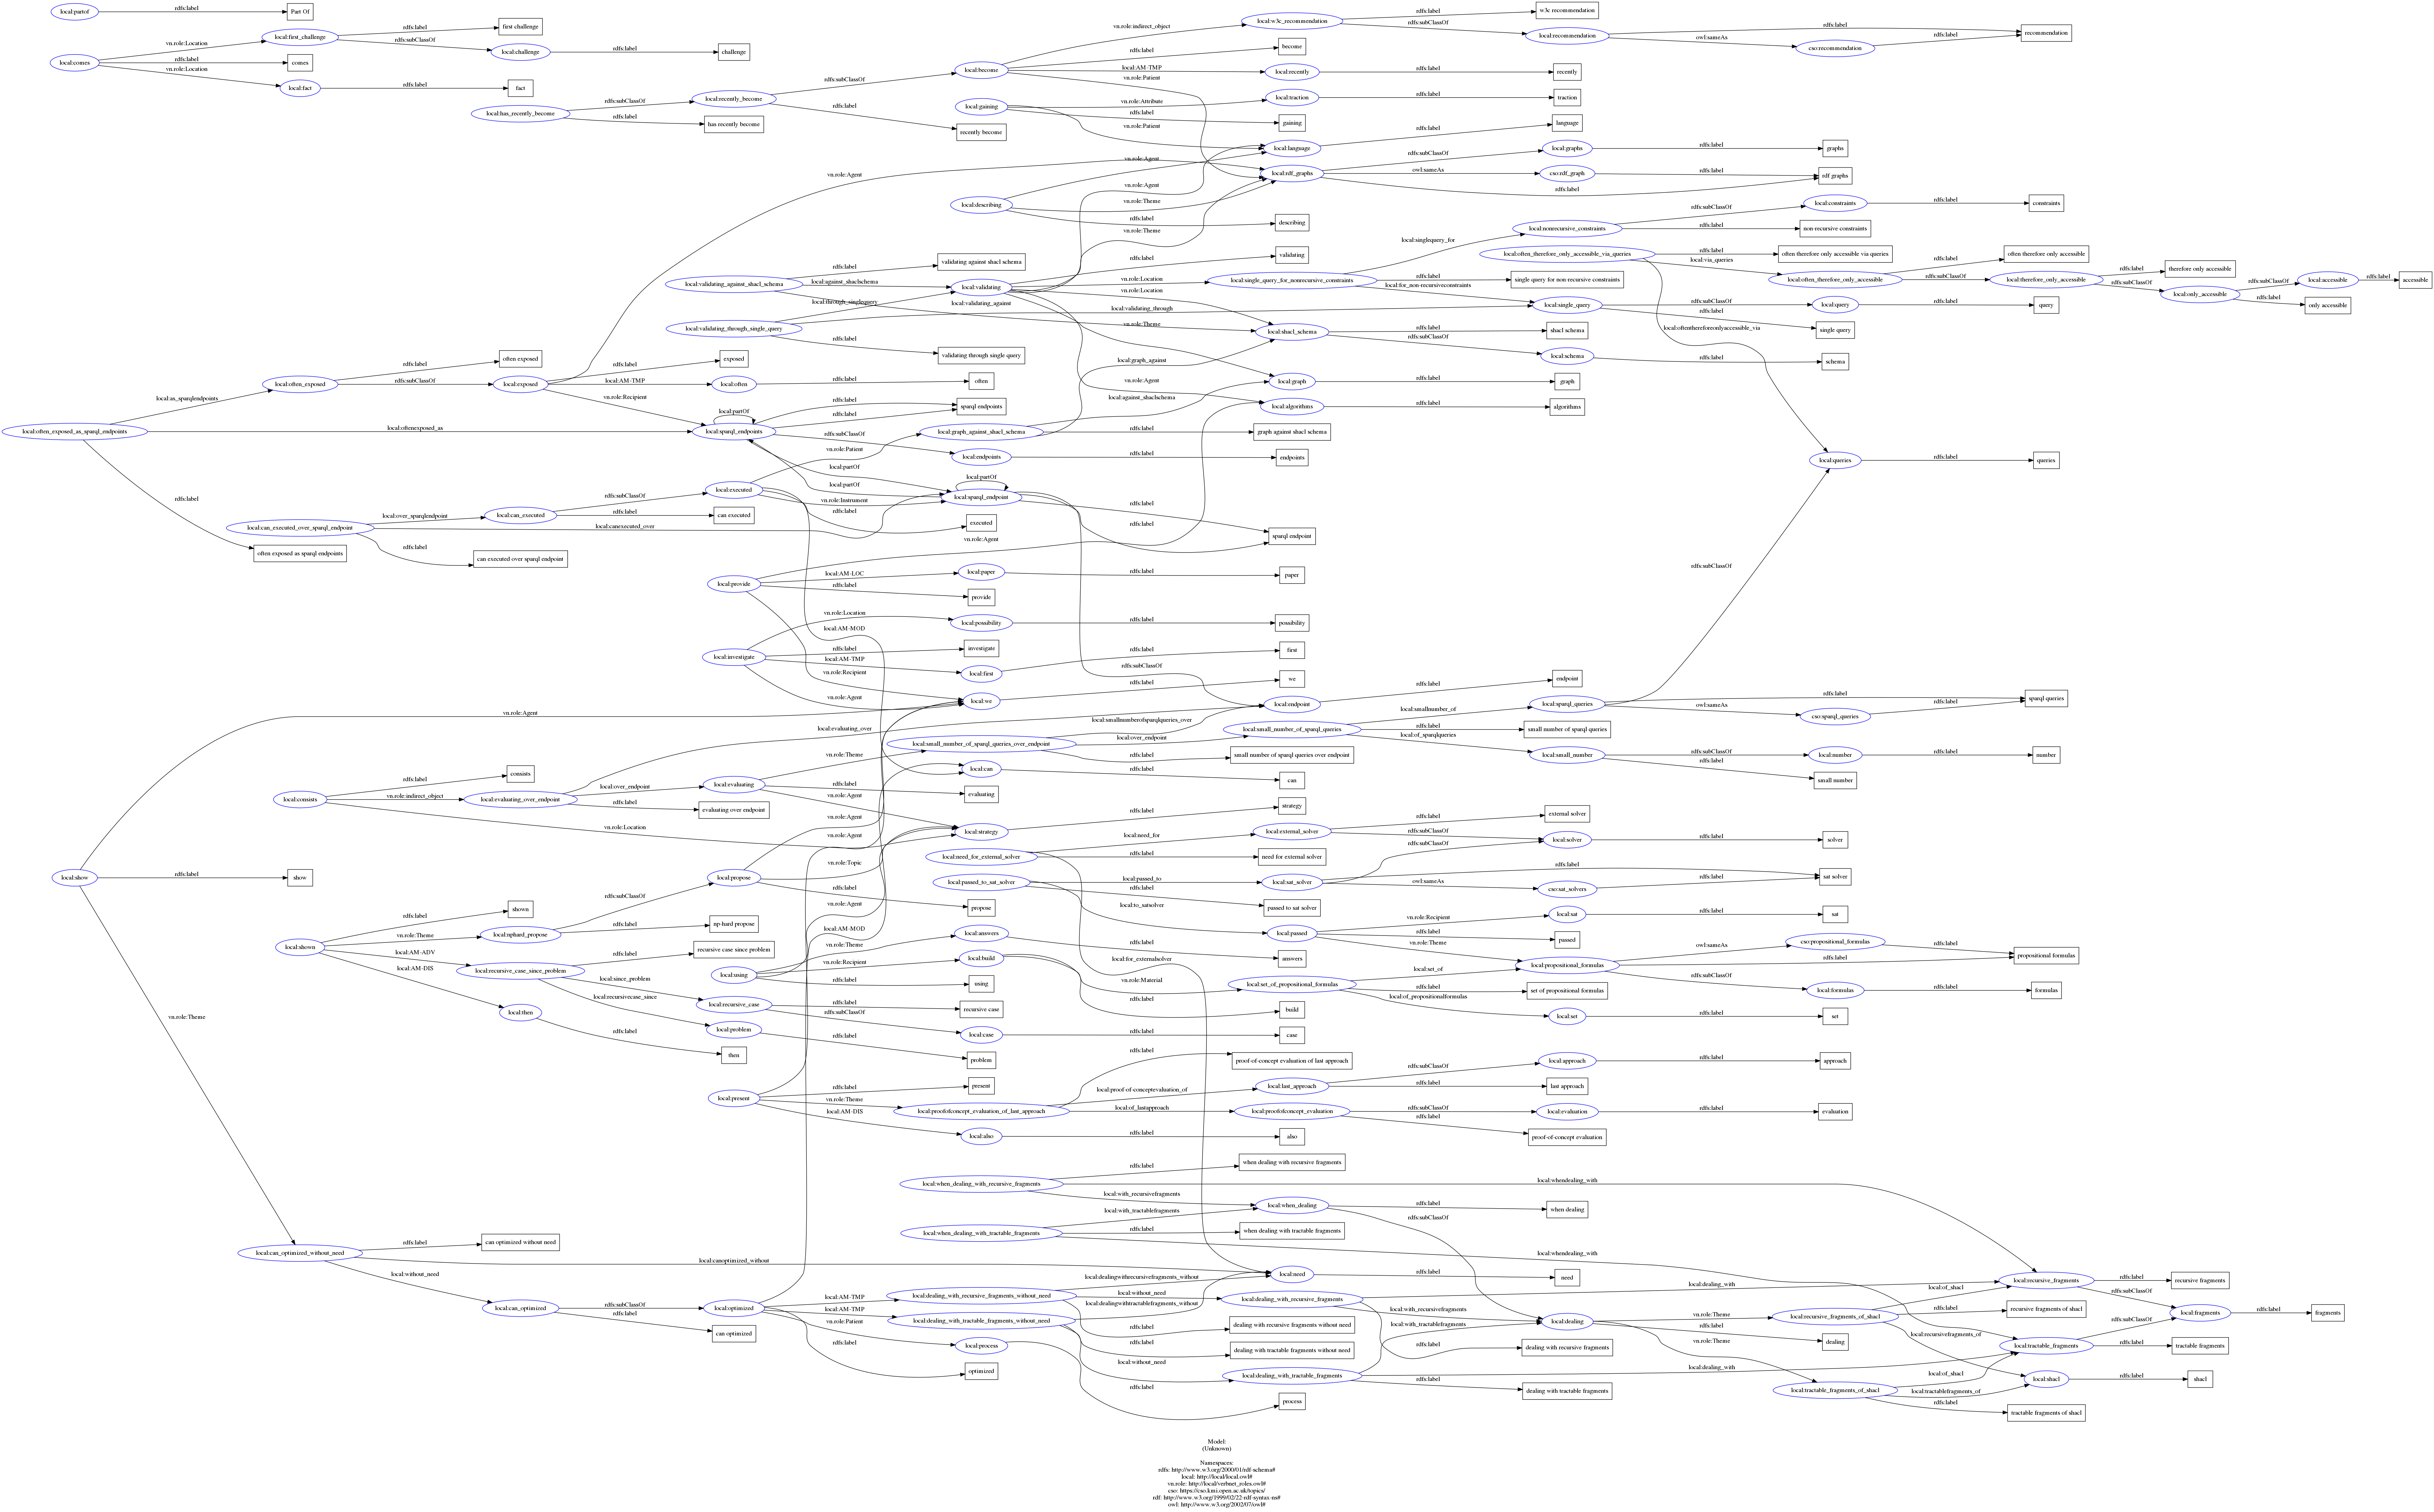 local:partof
rdfs:label
Part Of
local:comes
vn.role:Location
local:first_challenge
rdfs:label
first challenge
rdfs:subClassOf
local:challenge
rdfs:label
challenge
rdfs:label
comes
vn.role:Location
local:fact
rdfs:label
fact
local:has_recently_become
rdfs:subClassOf
local:recently_become
rdfs:label
has recently become
rdfs:subClassOf
local:become
rdfs:label
recently become
vn.role:indirect_object
local:w3c_recommendation
rdfs:label
w3c recommendation
rdfs:subClassOf
local:recommendation
rdfs:label
recommendation
owl:sameAs
cso:recommendation
rdfs:label
rdfs:label
become
local:AM-TMP
local:recently
rdfs:label
recently
vn.role:Patient
local:gaining
vn.role:Attribute
local:traction
rdfs:label
traction
rdfs:label
gaining
vn.role:Patient
local:language
rdfs:label
language
vn.role:Agent
local:rdf_graphs
rdfs:subClassOf
local:graphs
rdfs:label
graphs
owl:sameAs
cso:rdf_graph
rdfs:label
rdf graphs
rdfs:label
vn.role:Agent
vn.role:Agent
local:describing
vn.role:Theme
rdfs:label
describing
vn.role:Theme
local:validating_against_shacl_schema
rdfs:label
validating against shacl schema
local:against_shaclschema
local:validating
rdfs:label
validating
vn.role:Location
local:single_query_for_nonrecursive_constraints
local:singlequery_for
local:nonrecursive_constraints
rdfs:subClassOf
local:constraints
rdfs:label
constraints
rdfs:label
non-recursive constraints
rdfs:label
single query for non-recursive constraints
local:for_non-recursiveconstraints
local:single_query
rdfs:subClassOf
local:query
rdfs:label
query
rdfs:label
single query
local:often_therefore_only_accessible_via_queries
rdfs:label
often therefore only accessible via queries
local:via_queries
local:often_therefore_only_accessible
rdfs:label
often therefore only accessible
rdfs:subClassOf
local:therefore_only_accessible
rdfs:label
therefore only accessible
rdfs:subClassOf
local:only_accessible
rdfs:subClassOf
local:accessible
rdfs:label
accessible
rdfs:label
only accessible
local:oftenthereforeonlyaccessible_via
vn.role:Location
local:through_singlequery
local:validating_against
local:validating_through
local:validating_through_single_query
rdfs:label
validating through single query
vn.role:Theme
local:shacl_schema
rdfs:label
shacl schema
rdfs:subClassOf
local:schema
rdfs:label
schema
local:graph_against
vn.role:Agent
local:graph
rdfs:label
graph
local:against_shaclschema
local:algorithms
rdfs:label
algorithms
local:often_exposed_as_sparql_endpoints
local:as_sparqlendpoints
local:often_exposed
rdfs:label
often exposed
rdfs:subClassOf
local:exposed
rdfs:label
exposed
local:AM-TMP
local:often
rdfs:label
often
vn.role:Recipient
local:oftenexposed_as
local:sparql_endpoints
local:partOf
rdfs:label
rdfs:label
sparql endpoints
rdfs:subClassOf
local:endpoints
rdfs:label
endpoints
rdfs:label
often exposed as sparql endpoints
local:graph_against_shacl_schema
rdfs:label
graph against shacl schema
vn.role:Patient
local:partOf
local:partOf
local:partOf
local:sparql_endpoint
rdfs:label
rdfs:label
sparql endpoint
local:queries
rdfs:label
queries
local:can_executed_over_sparql_endpoint
local:over_sparqlendpoint
local:can_executed
rdfs:subClassOf
local:executed
rdfs:label
can executed
vn.role:Instrument
rdfs:label
executed
local:canexecuted_over
rdfs:label
can executed over sparql endpoint
vn.role:Agent
local:provide
local:AM-LOC
local:paper
rdfs:label
paper
rdfs:label
provide
rdfs:subClassOf
vn.role:Location
local:possibility
rdfs:label
possibility
local:AM-MOD
local:investigate
rdfs:label
investigate
local:AM-TMP
local:first
rdfs:label
first
vn.role:Recipient
rdfs:subClassOf
vn.role:Agent
local:we
rdfs:label
we
vn.role:Agent
local:endpoint
rdfs:label
endpoint
local:evaluating_over
local:smallnumberofsparqlqueries_over
local:small_number_of_sparql_queries_over_endpoint
local:over_endpoint
local:small_number_of_sparql_queries
local:smallnumber_of
local:sparql_queries
rdfs:label
sparql queries
owl:sameAs
cso:sparql_queries
rdfs:label
rdfs:label
small number of sparql queries
local:of_sparqlqueries
local:small_number
rdfs:subClassOf
local:number
rdfs:label
number
rdfs:label
small number
rdfs:label
small number of sparql queries over endpoint
local:consists
rdfs:label
consists
vn.role:indirect_object
local:evaluating_over_endpoint
local:over_endpoint
local:evaluating
vn.role:Theme
rdfs:label
evaluating
vn.role:Agent
rdfs:label
evaluating over endpoint
vn.role:Location
local:can
rdfs:label
can
vn.role:Agent
vn.role:Agent
local:strategy
rdfs:label
strategy
local:need_for_external_solver
local:need_for
local:external_solver
rdfs:label
external solver
rdfs:subClassOf
local:solver
rdfs:label
solver
rdfs:label
need for external solver
rdfs:subClassOf
local:show
rdfs:label
show
vn.role:Theme
local:propose
vn.role:Topic
rdfs:label
propose
vn.role:Agent
local:passed_to_sat_solver
local:passed_to
local:sat_solver
rdfs:label
sat solver
owl:sameAs
cso:sat_solvers
rdfs:label
rdfs:label
passed to sat solver
local:to_satsolver
local:passed
vn.role:Recipient
local:sat
rdfs:label
sat
rdfs:label
passed
vn.role:Theme
local:propositional_formulas
owl:sameAs
cso:propositional_formulas
rdfs:label
propositional formulas
rdfs:label
rdfs:subClassOf
local:formulas
rdfs:label
formulas
local:shown
rdfs:label
shown
vn.role:Theme
local:nphard_propose
rdfs:subClassOf
rdfs:label
np-hard propose
local:AM-ADV
local:recursive_case_since_problem
rdfs:label
recursive case since problem
local:since_problem
local:recursive_case
rdfs:label
recursive case
rdfs:subClassOf
local:case
rdfs:label
case
local:recursivecase_since
local:problem
rdfs:label
problem
local:AM-DIS
local:then
rdfs:label
then
local:AM-MOD
local:using
vn.role:Theme
local:answers
rdfs:label
answers
vn.role:Recipient
local:build
vn.role:Material
rdfs:label
build
rdfs:label
using
local:for_externalsolver
local:set_of_propositional_formulas
local:set_of
rdfs:label
set of propositional formulas
local:of_propositionalformulas
local:set
rdfs:label
set
local:present
rdfs:label
present
vn.role:Theme
local:proofofconcept_evaluation_of_last_approach
rdfs:label
proof-of-concept evaluation of last approach
local:proof-of-conceptevaluation_of
local:last_approach
rdfs:subClassOf
local:approach
rdfs:label
approach
rdfs:label
last approach
local:of_lastapproach
local:proofofconcept_evaluation
rdfs:subClassOf
local:evaluation
rdfs:label
evaluation
rdfs:label
proof-of-concept evaluation
local:AM-DIS
local:also
rdfs:label
also
local:when_dealing_with_recursive_fragments
rdfs:label
when dealing with recursive fragments
local:whendealing_with
local:with_recursivefragments
local:when_dealing
rdfs:label
when dealing
rdfs:subClassOf
local:when_dealing_with_tractable_fragments
local:with_tractablefragments
rdfs:label
when dealing with tractable fragments
local:whendealing_with
local:can_optimized_without_need
rdfs:label
can optimized without need
local:canoptimized_without
local:without_need
local:can_optimized
rdfs:subClassOf
local:optimized
rdfs:label
can optimized
local:need
rdfs:label
need
local:AM-TMP
local:dealing_with_recursive_fragments_without_need
local:dealingwithrecursivefragments_without
local:without_need
local:dealing_with_recursive_fragments
local:dealing_with
rdfs:label
dealing with recursive fragments without need
local:AM-TMP
local:dealing_with_tractable_fragments_without_need
local:dealingwithtractablefragments_without
rdfs:label
dealing with tractable fragments without need
local:without_need
local:dealing_with_tractable_fragments
local:with_recursivefragments
local:with_tractablefragments
rdfs:label
dealing with recursive fragments
local:dealing_with
rdfs:label
dealing with tractable fragments
vn.role:Patient
local:process
rdfs:label
process
rdfs:label
optimized
local:dealing
vn.role:Theme
local:recursive_fragments_of_shacl
local:of_shacl
local:recursive_fragments
rdfs:label
recursive fragments
rdfs:subClassOf
local:fragments
rdfs:label
fragments
rdfs:label
recursive fragments of shacl
local:recursivefragments_of
rdfs:label
dealing
vn.role:Theme
local:tractable_fragments_of_shacl
local:of_shacl
local:tractable_fragments
rdfs:subClassOf
rdfs:label
tractable fragments
local:tractablefragments_of
local:shacl
rdfs:label
shacl
rdfs:label
tractable fragments of shacl
Model:
(Unknown)
Namespaces:
rdfs: http://www.w3.org/2000/01/rdf-schema#
local: http://local/local.owl#
vn.role: http://local/verbnet_roles.owl#
cso: https://cso.kmi.open.ac.uk/topics/
rdf: http://www.w3.org/1999/02/22-rdf-syntax-ns#
owl: http://www.w3.org/2002/07/owl#